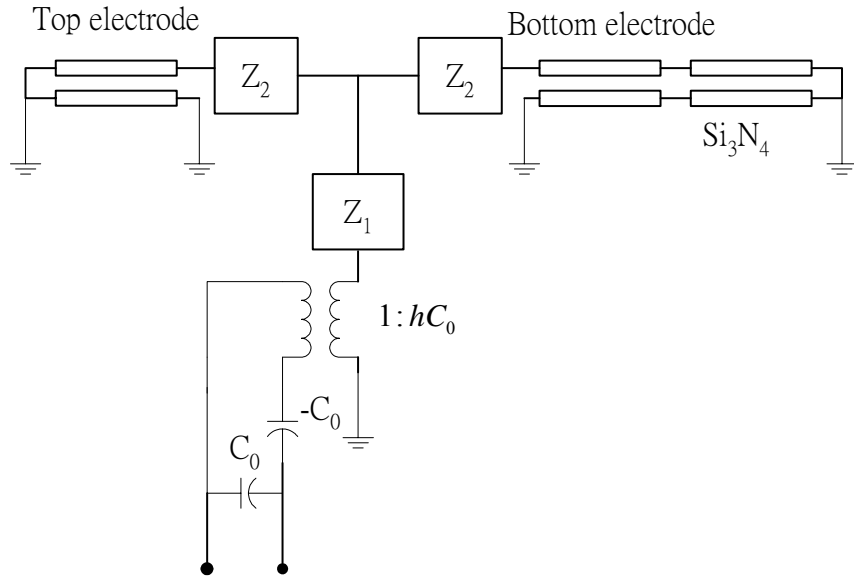 Top electrode
Bottom electrode
Z₂
Z₂
Si₃N₄
Z₁
1:hC₀
-C₀
C₀